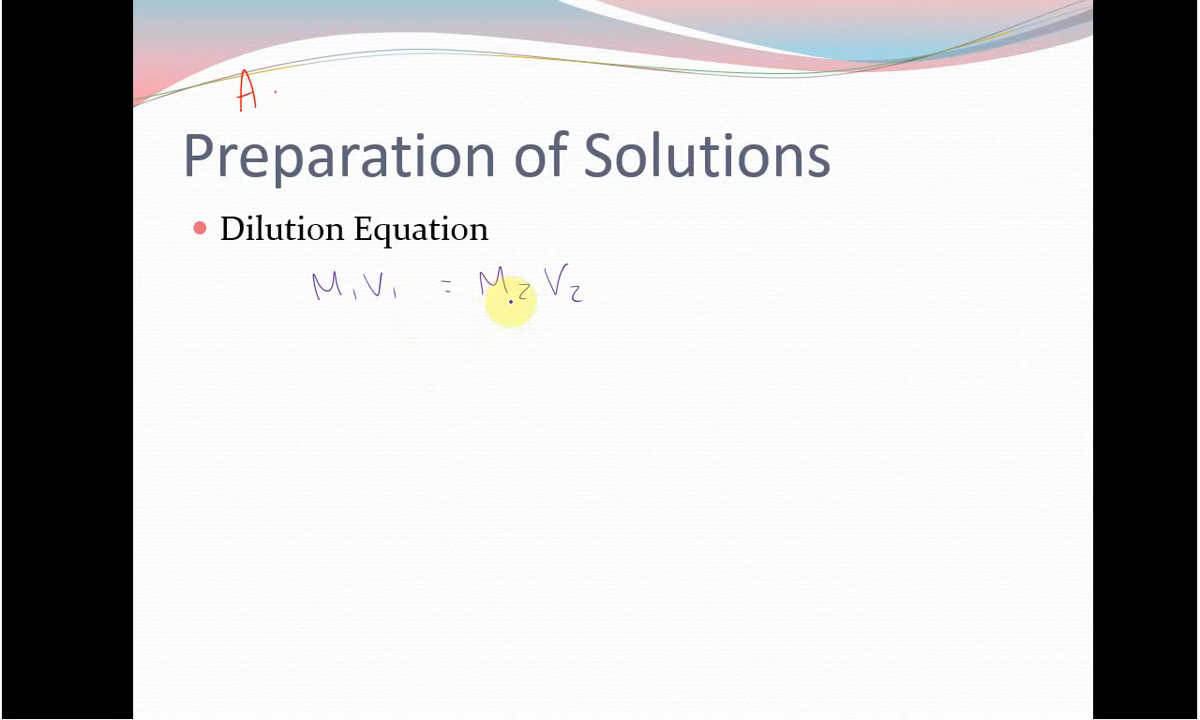 A.
Preparation of Solutions
Dilution Equation
M₁V₁ = M₂V₂